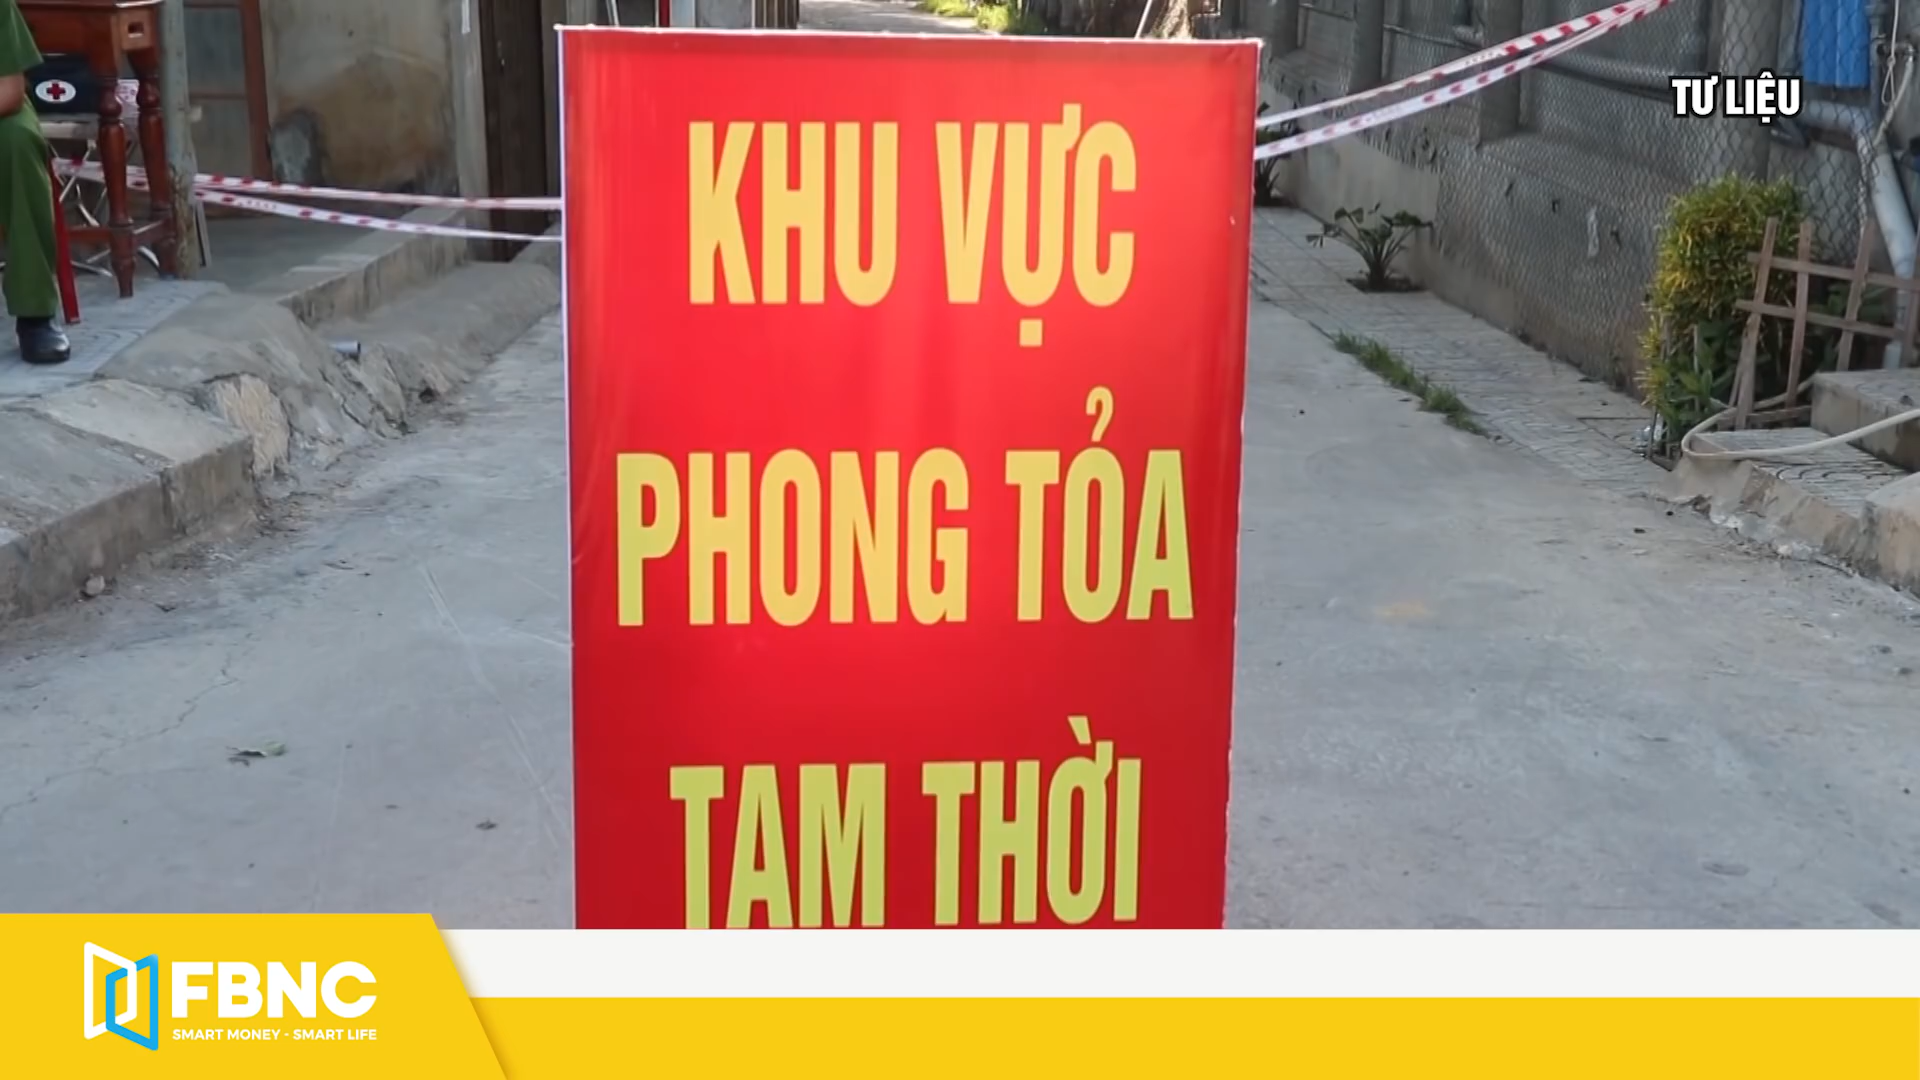 TƯ LIỆU
KHU VỰC
PHONG TỎA
TAM THỜI
FBNC
SMART MONEY - SMART LIFE